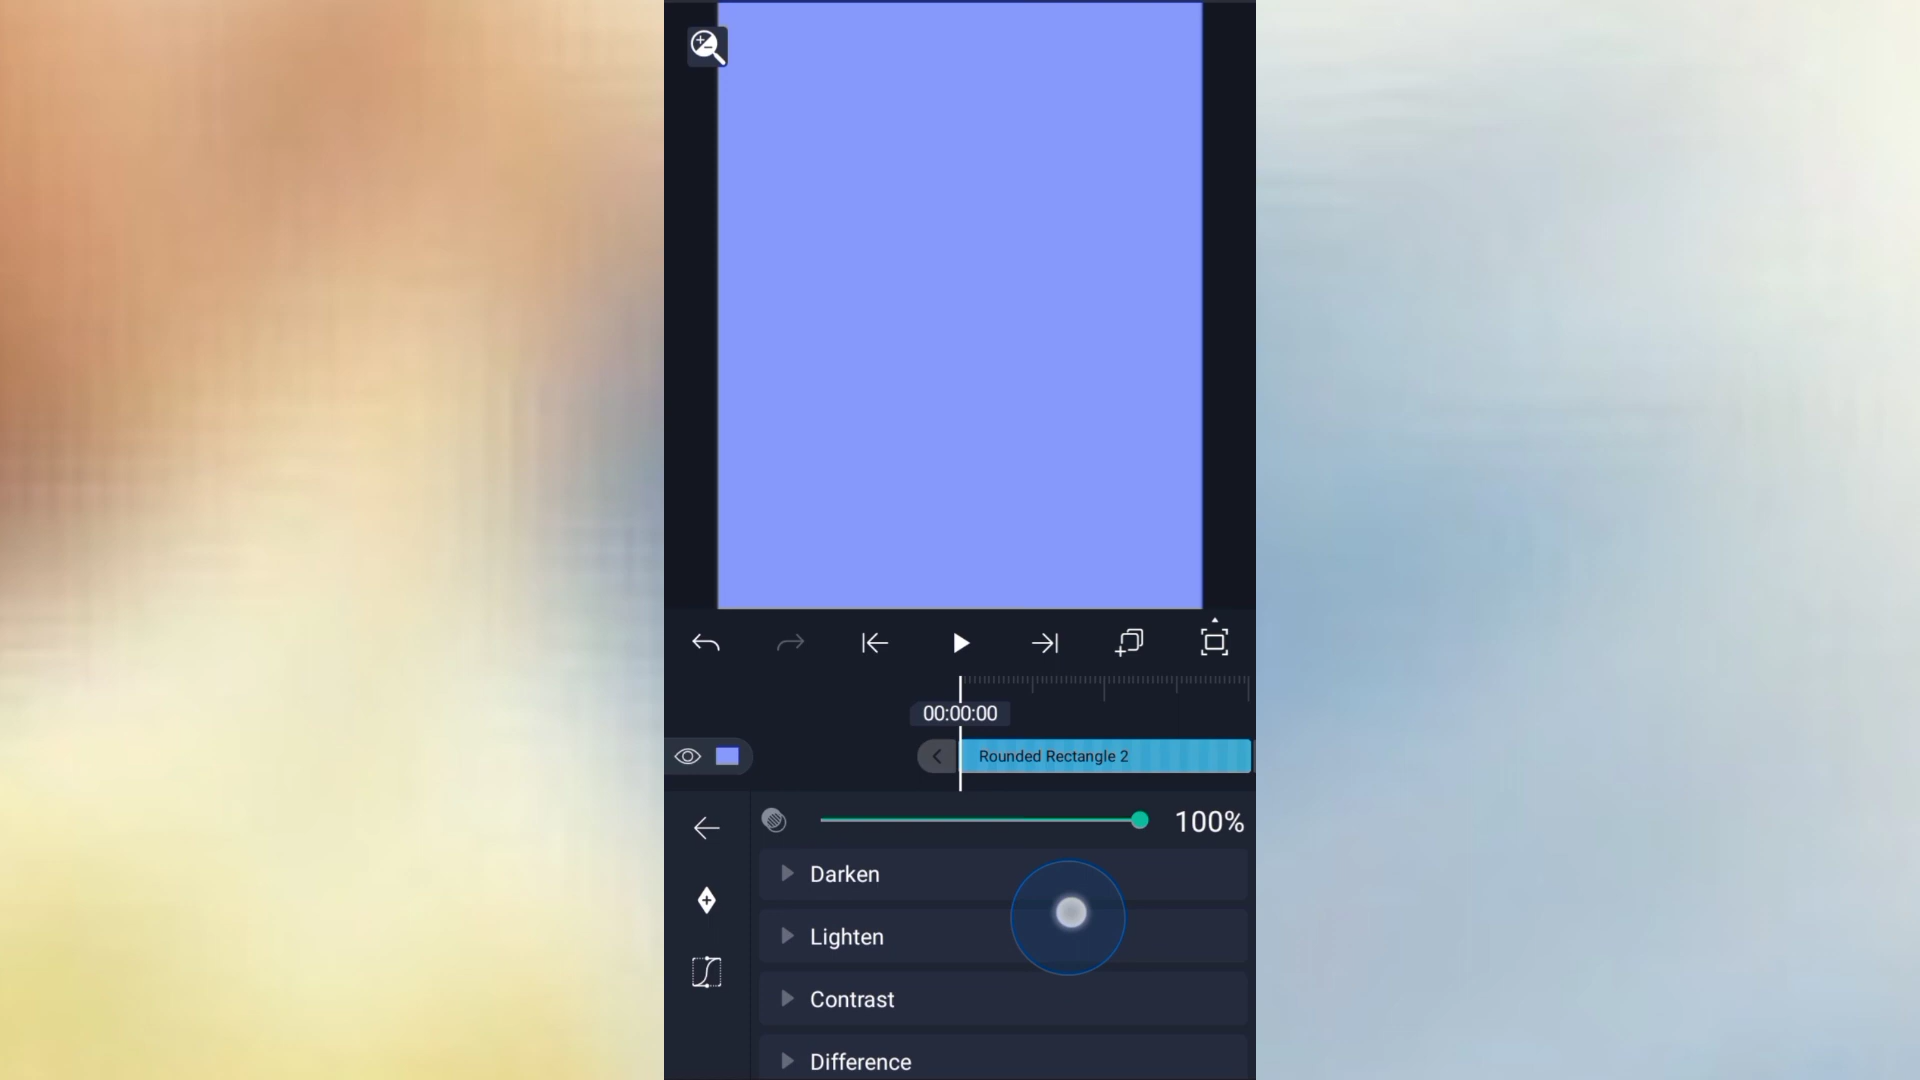 00:00:00
Rounded Rectangle 2
100%
Darken
Lighten
Contrast
Difference